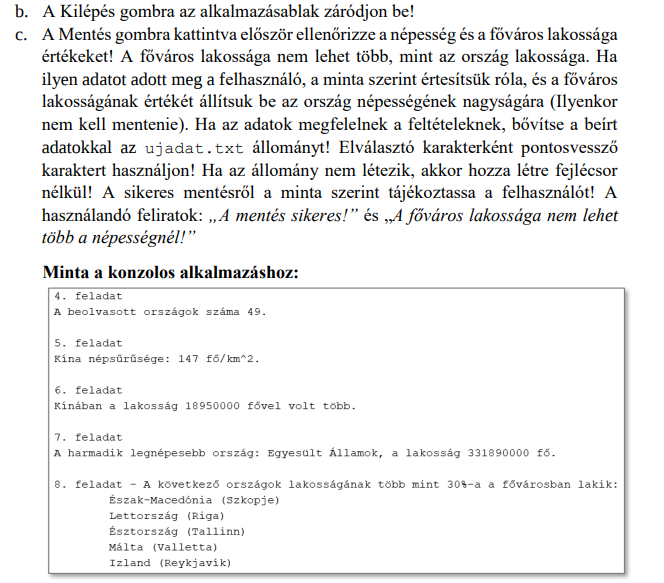 b. A Kilépés gombra az alkalmazásablak záródjon be!
c. A Mentés gombra kattintva először ellenőrizze a népesség és a főváros lakossága
értékeket! A főváros lakossága nem lehet több, mint az ország lakossága. Ha
ilyen adatot adott meg a felhasználó, a minta szerint értesítsük róla, és a főváros
lakosságának értékét állítsuk be az ország népességének nagyságára (Ilyenkor
nem kell mentenie). Ha az adatok megfelelnek a feltételeknek, bővítse a beírt
adatokkal az ujadat.txt állományt! Elválasztó karakterként pontosvessző
karaktert használjon! Ha az állomány nem létezik, akkor hozza létre fejlécsor
nélkül! A sikeres mentésről a minta szerint tájékoztassa a felhasználót! A
használandó feliratok: „A mentés sikeres!” és „A főváros lakossága nem lehet
több a népességnél!”
Minta a konzolos alkalmazáshoz:
4. feladat
A beolvasott országok száma 49.
5. feladat
Kína népsűrűsége: 147 fő/km^2.
6. feladat
Kínában a lakosság 18950000 fővel volt több.
7. feladat
A harmadik legnépesebb ország: Egyesült Államok, a lakosság 331890000 fő.
8. feladat - A következő országok lakosságának több mint 30%-a a fővárosban lakik:
Észak-Macedónia (Szkopje)
Lettország (Riga)
Észtország (Tallinn)
Málta (Valletta)
Izland (Reykjavík)